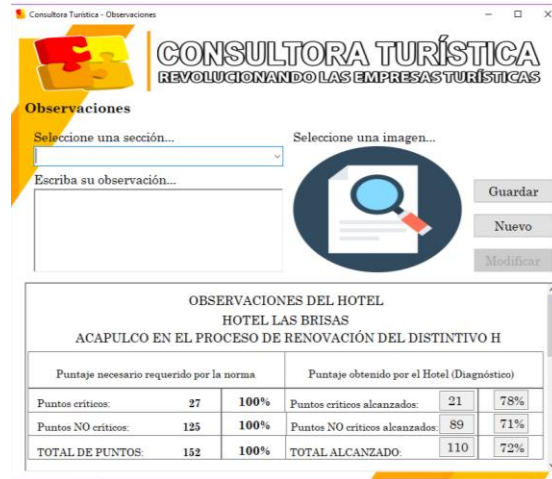 Consultora Turística - Observaciones
CONSULTORA TURÍSTICA
REVOLUCIONANDO LAS EMPRESAS TURÍSTICAS
Observaciones
Seleccione una sección...
Seleccione una imagen...
Escriba su observación...
Guardar
Nuevo
Modificar
OBSERVACIONES DEL HOTEL
HOTEL LAS BRISAS
ACAPULCO EN EL PROCESO DE RENOVACIÓN DEL DISTINTIVO H
Puntaje necesario requerido por la norma Puntaje obtenido por el Hotel (Diagnóstico)
Puntos críticos: 27 100% Puntos críticos alcanzados: 21 78%
Puntos NO críticos: 125 100% Puntos NO críticos alcanzados: 89 71%
TOTAL DE PUNTOS: 152 100% TOTAL ALCANZADO: 110 72%